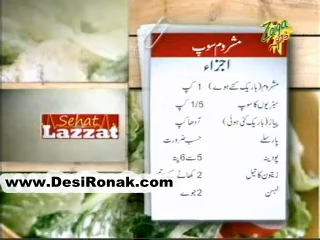 Zaiqa
مشروم سوپ
اجزاء
مشروم (باریک کٹے ہوئے) 1 کپ
سبزیوں کا سوپ 1/5 کپ
پیاز (باریک کٹی ہوئی) آدھا کپ
پارسلے حسب ضرورت
پودینہ 5 سے 6 پتے
زیتون کا تیل 2 کھانے کے
لہسن 2 جوے
Sehat
Lazzat
www.DesiRonak.com